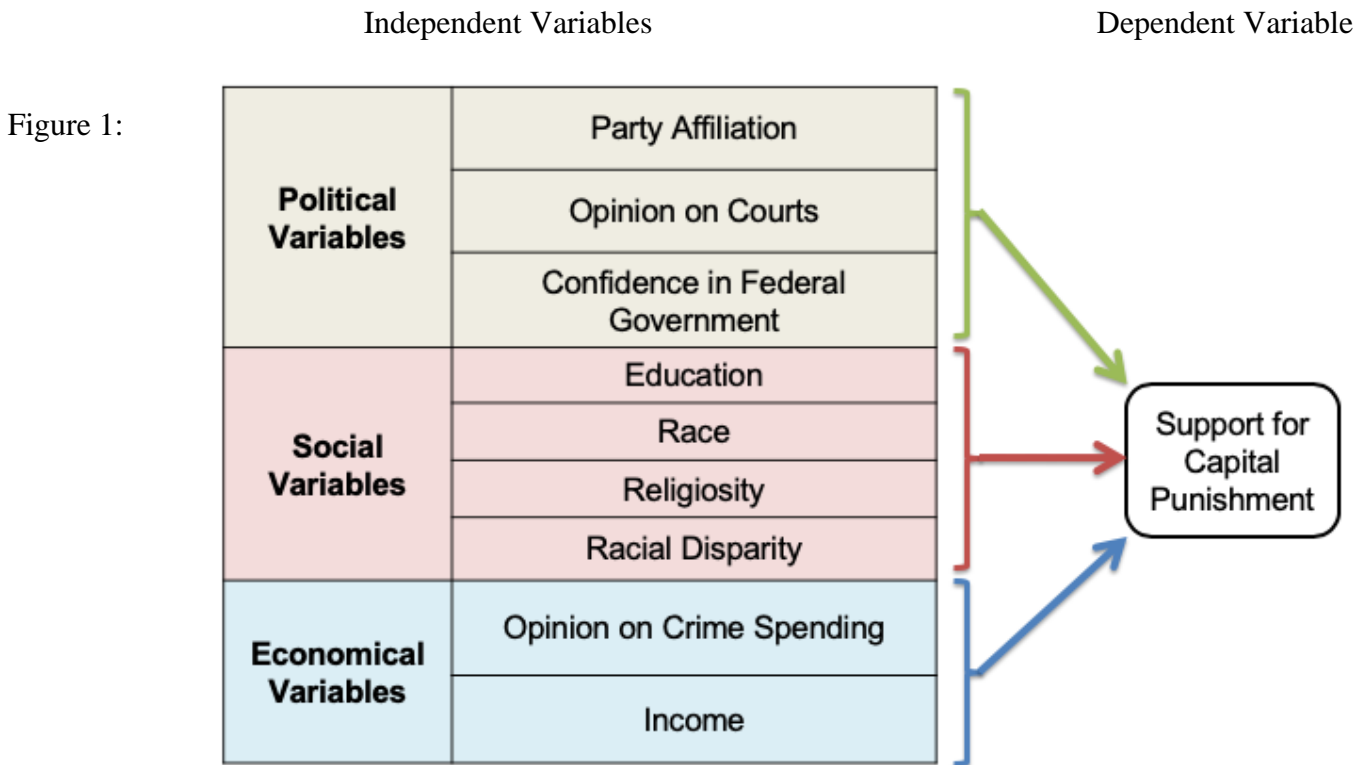 Independent Variables
Dependent Variable
Figure 1:
Political
Variables
Party Affiliation
Opinion on Courts
Confidence in Federal
Government
Social
Variables
Education
Race
Religiosity
Racial Disparity
Economical
Variables
Opinion on Crime Spending
Income
Support for
Capital
Punishment